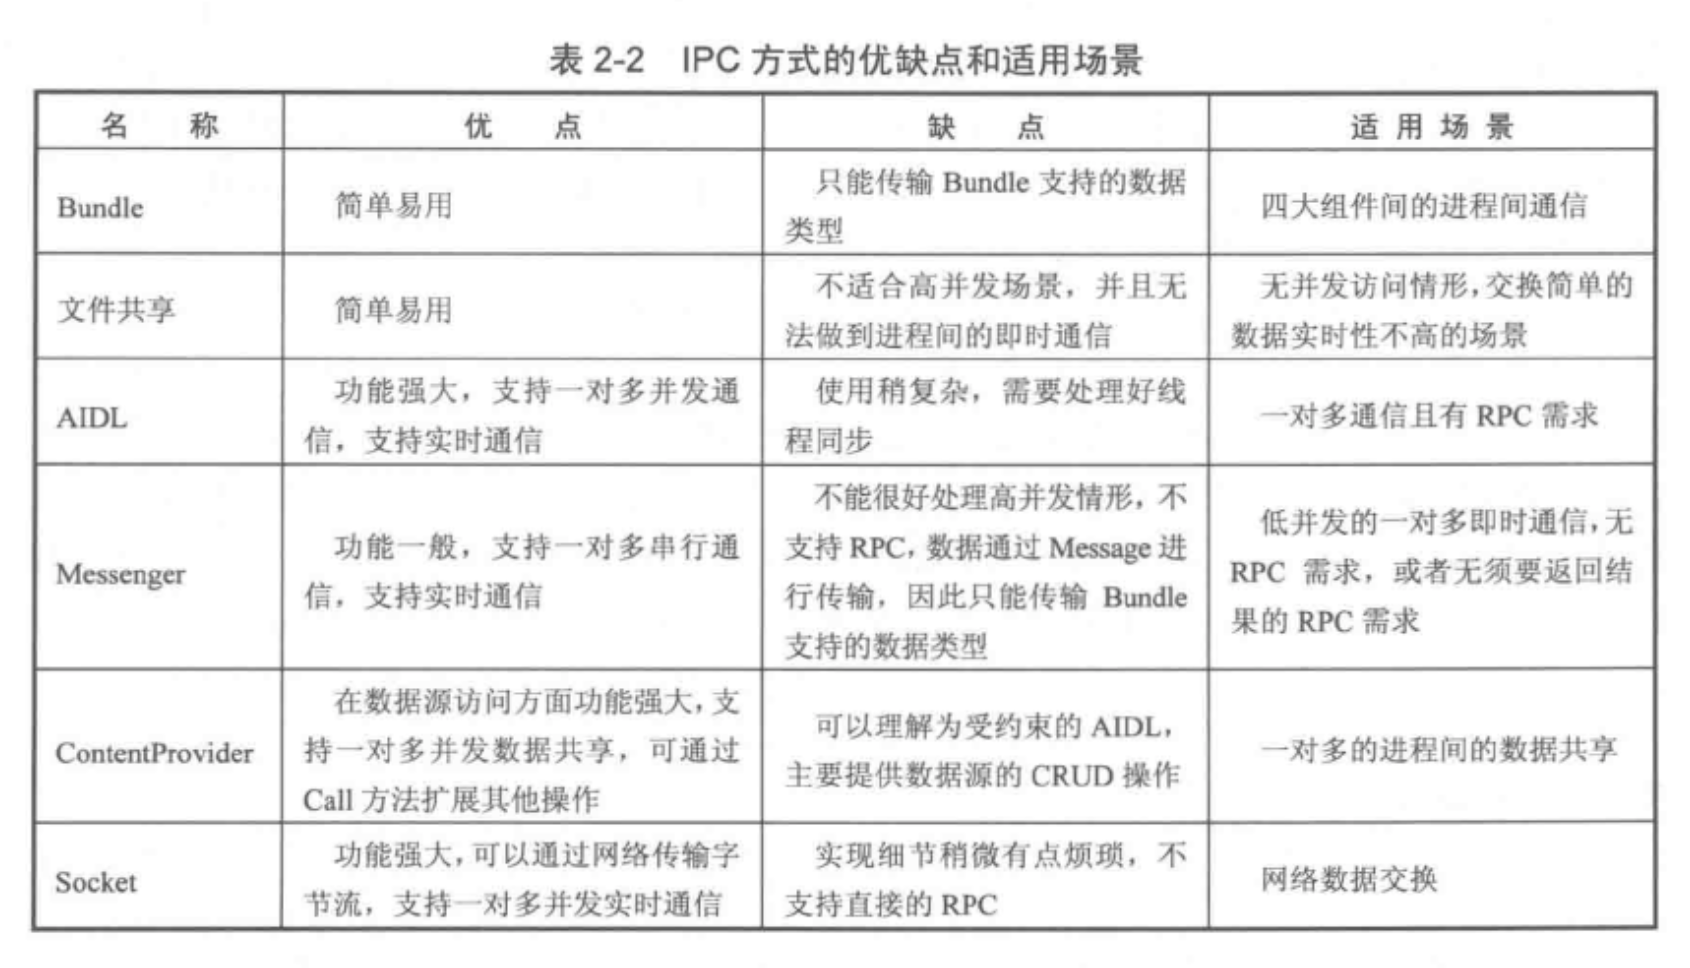 表 2-2 IPC 方式的优缺点和适用场景
名 称
优 点
缺 点
适 用 场 景
Bundle
简单易用
只能传输 Bundle 支持的数据
类型
四大组件间的进程间通信
文件共享
简单易用
不适合高并发场景，并且无
法做到进程间的即时通信
无并发访问情形，交换简单的
数据实时性不高的场景
AIDL
功能强大，支持一对多并发通
信，支持实时通信
使用稍复杂，需要处理好线
程同步
一对多通信且有 RPC 需求
Messenger
功能一般，支持一对多串行通
信，支持实时通信
不能很好处理高并发情形，不
支持 RPC，数据通过 Message 进
行传输，因此只能传输 Bundle
支持的数据类型
低并发的一对多即时通信，无
RPC 需求，或者无须要返回结
果的 RPC 需求
ContentProvider
在数据源访问方面功能强大，支
持一对多并发数据共享，可通过
Call 方法扩展其他操作
可以理解为受约束的 AIDL，
主要提供数据源的 CRUD 操作
一对多的进程间的数据共享
Socket
功能强大，可以通过网络传输字
节流，支持一对多并发实时通信
实现细节稍微有点烦琐，不
支持直接的 RPC
网络数据交换